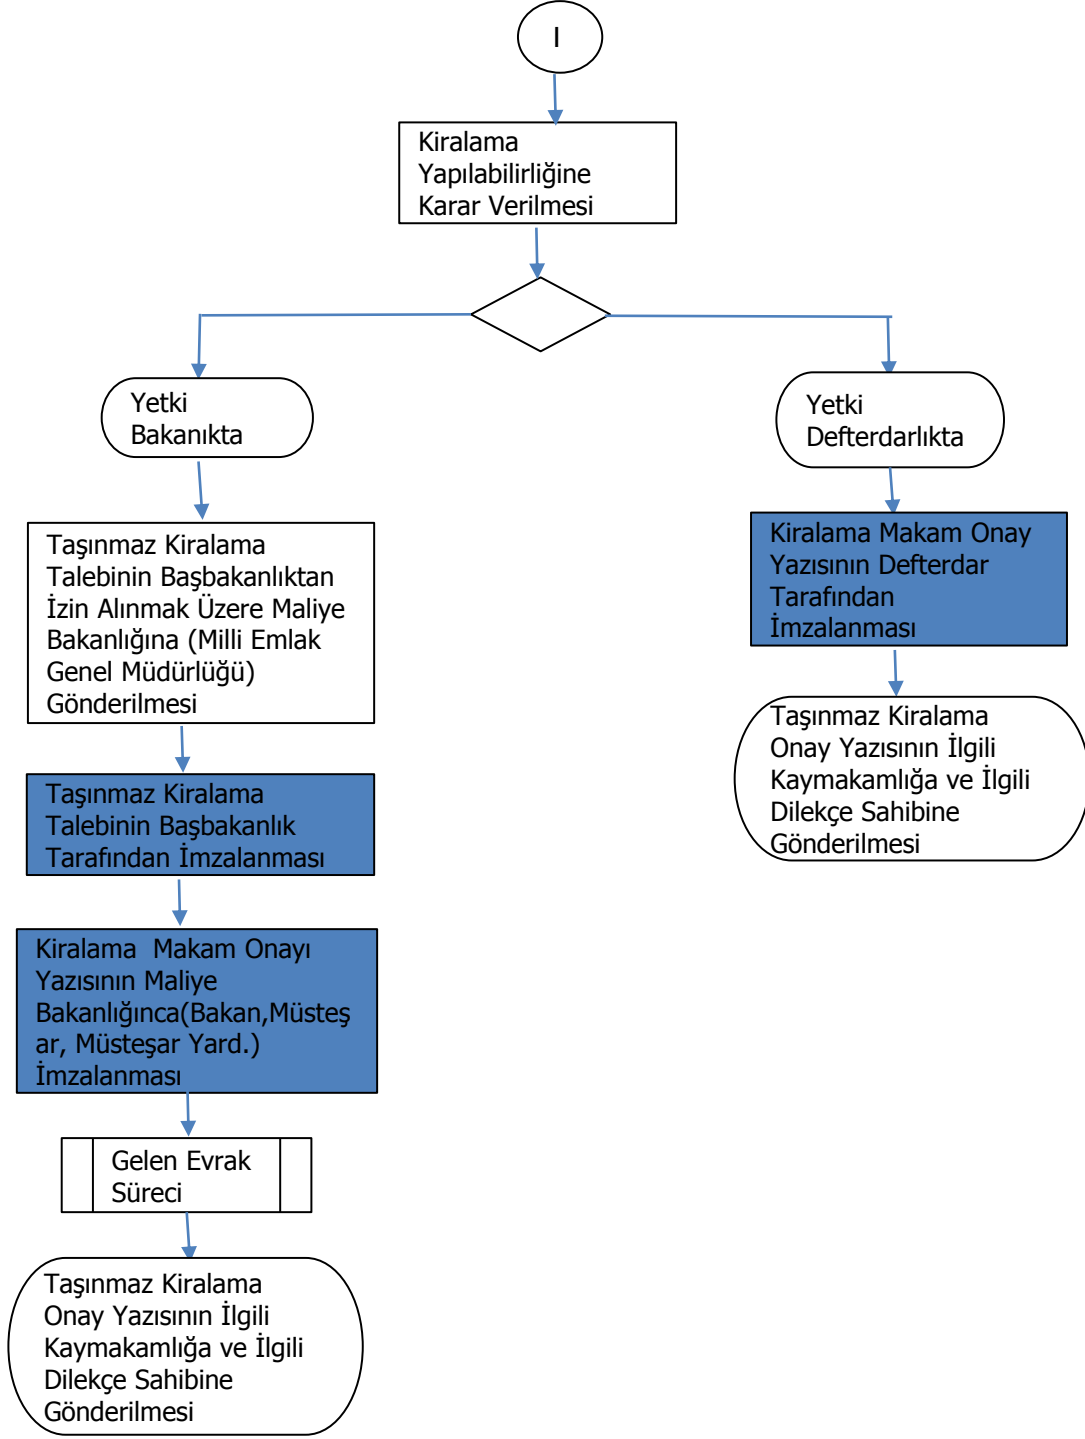 I
Kiralama
Yapılabilirliğine
Karar Verilmesi
Yetki
Bakanıkta
Taşınmaz Kiralama
Talebinin Başbakanlıktan
İzin Alınmak Üzere Maliye
Bakanlığına (Milli Emlak
Genel Müdürlüğü)
Gönderilmesi
Taşınmaz Kiralama
Talebinin Başbakanlık
Tarafından İmzalanması
Kiralama  Makam Onayı
Yazısının Maliye
Bakanlığınca(Bakan,Müsteş
ar, Müsteşar Yard.)
İmzalanması
Gelen Evrak
Süreci
Taşınmaz Kiralama
Onay Yazısının İlgili
Kaymakamlığa ve İlgili
Dilekçe Sahibine
Gönderilmesi
Yetki
Defterdarlıkta
Kiralama Makam Onay
Yazısının Defterdar
Tarafından
İmzalanması
Taşınmaz Kiralama
Onay Yazısının İlgili
Kaymakamlığa ve İlgili
Dilekçe Sahibine
Gönderilmesi